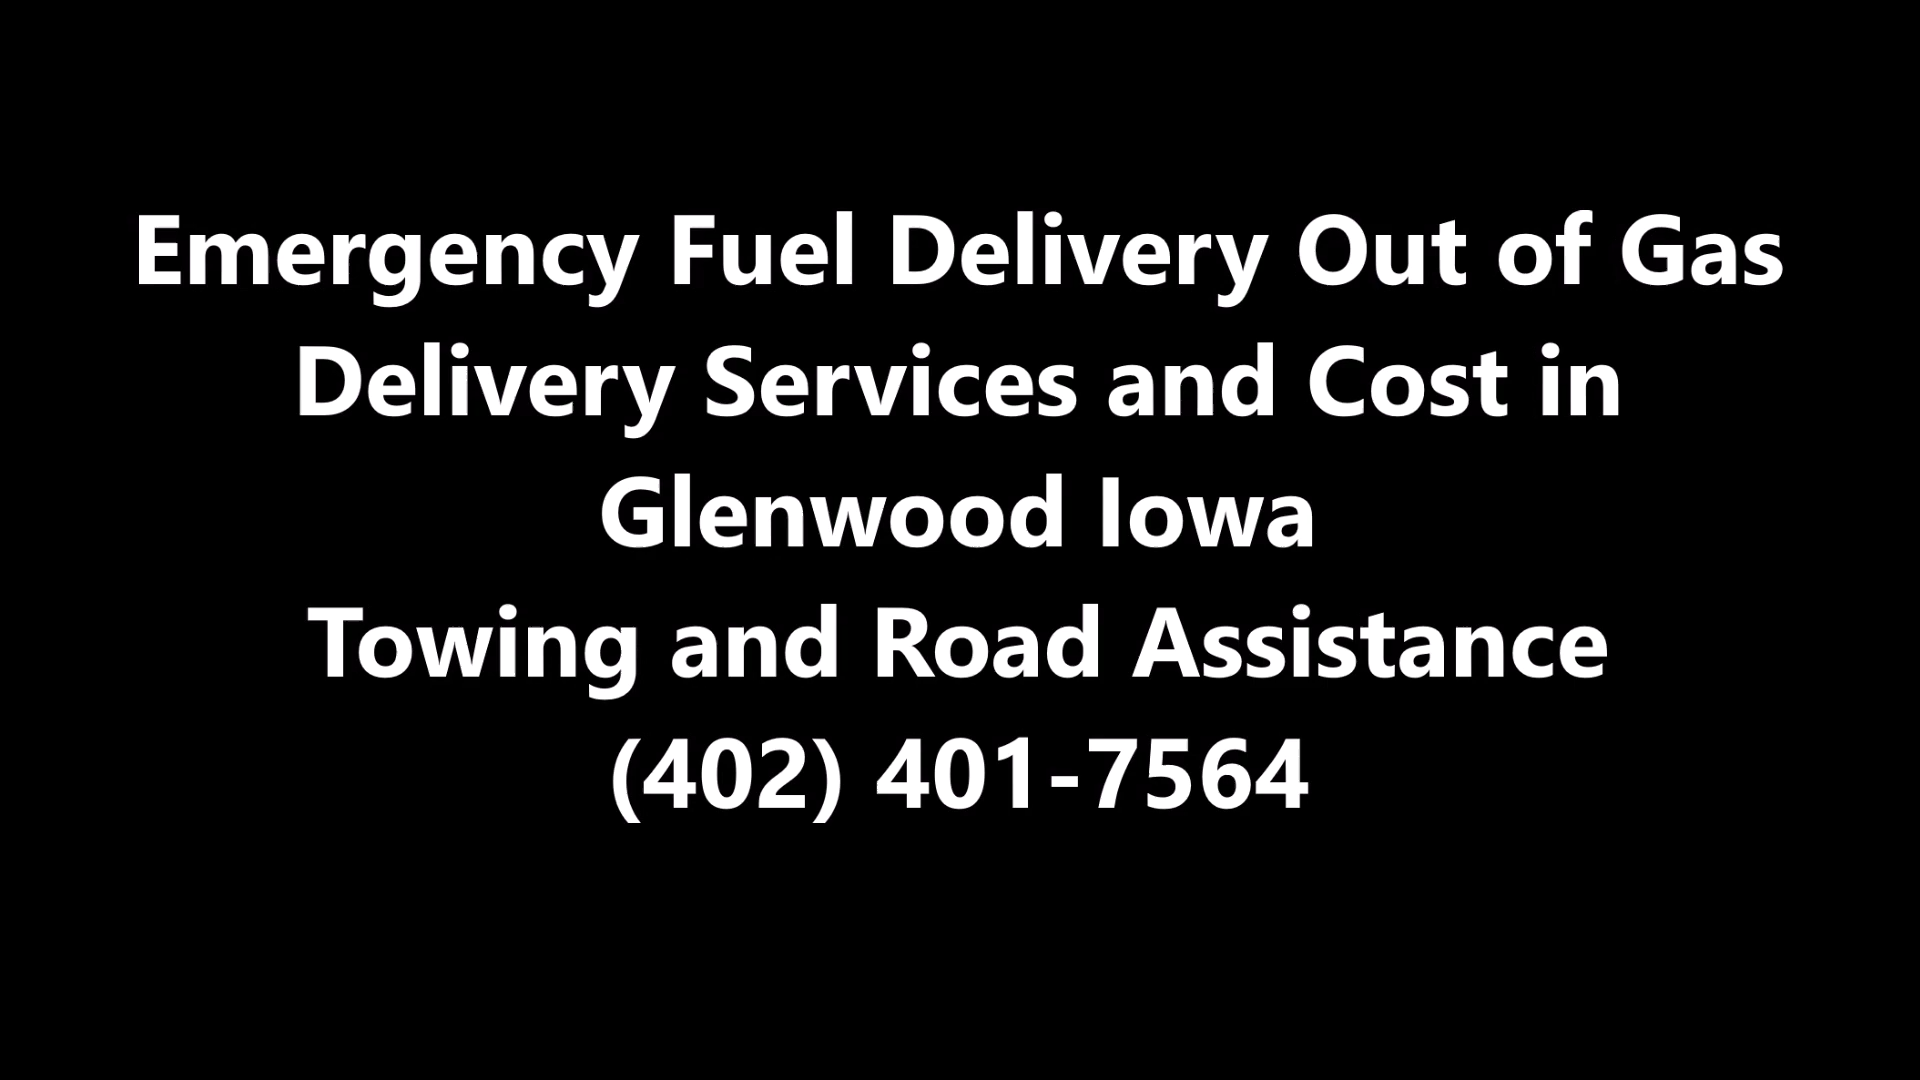 Emergency Fuel Delivery Out of Gas
Delivery Services and Cost in
Glenwood Iowa
Towing and Road Assistance
(402) 401-7564